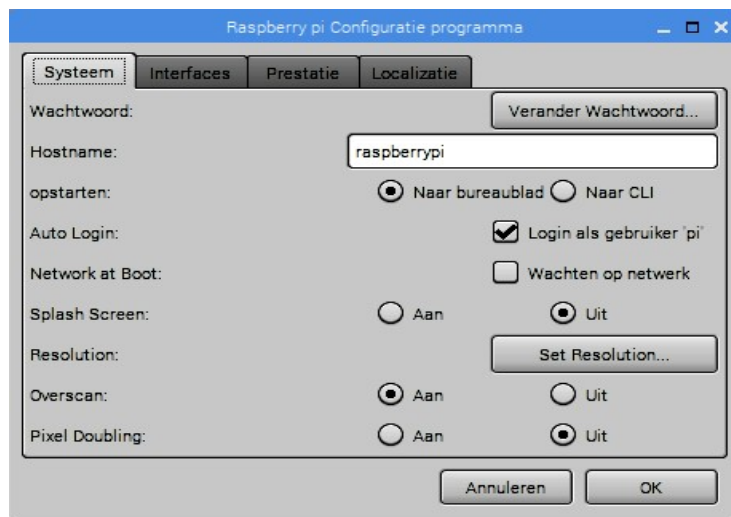 Raspberry pi Configuratie programma
Systeem Interfaces Prestatie Localizatie
Wachtwoord: Verander Wachtwoord...
Hostname: raspberrypi
opstarten: Naar bureaublad Naar CLI
Auto Login: Login als gebruiker 'pi'
Network at Boot: Wachten op netwerk
Splash Screen: Aan Uit
Resolution: Set Resolution...
Overscan: Aan Uit
Pixel Doubling: Aan Uit
Annuleren OK